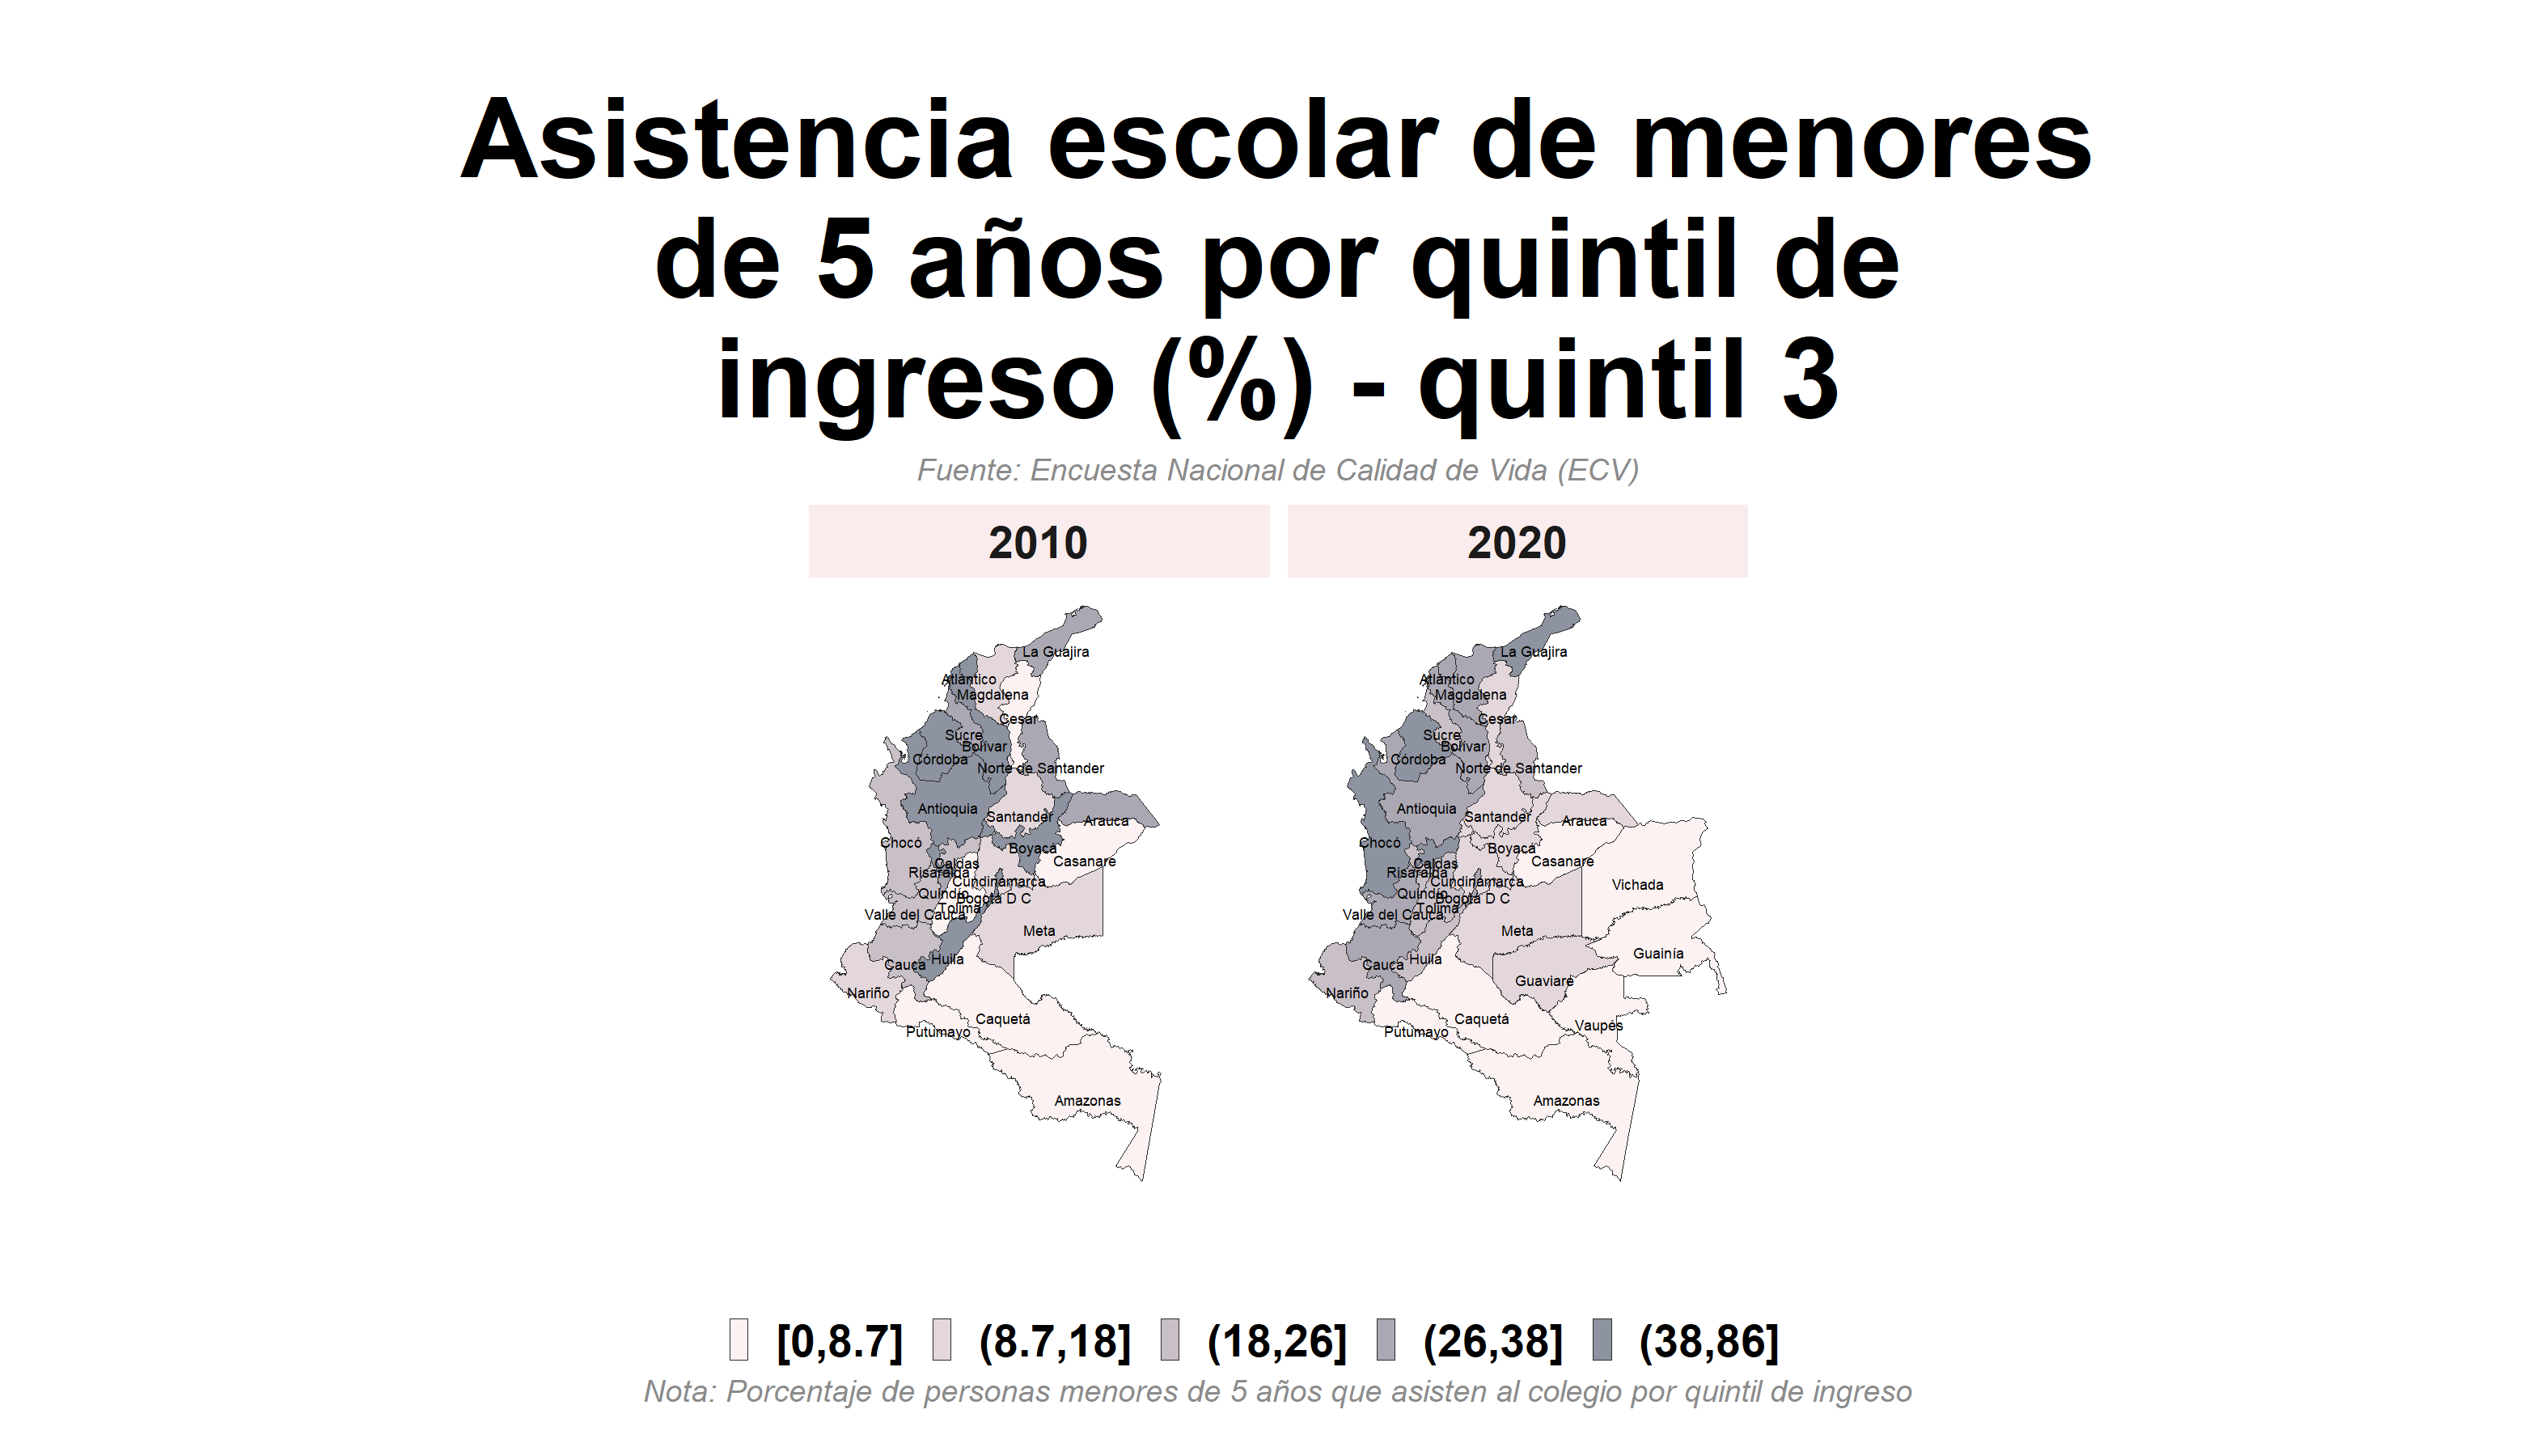 Asistencia escolar de menores
de 5 años por quintil de
ingreso (%) - quintil 3
Fuente: Encuesta Nacional de Calidad de Vida (ECV)
2010
2020
La Guajira
Atlántico
Magdalena
Cesar
Sucre
Bolívar
Córdoba
Norte de Santander
Antioquia
Santander
Arauca
Chocó
Boyacá
Caldas
Casanare
Risaralda
Cundinamarca
Quindío
Bogotá D C
Tolima
Valle del Cauca
Meta
Huila
Cauca
Nariño
Caquetá
Putumayo
Amazonas
La Guajira
Atlántico
Magdalena
Cesar
Sucre
Bolívar
Córdoba
Norte de Santander
Antioquia
Santander
Arauca
Chocó
Boyacá
Caldas
Casanare
Risaralda
Cundinamarca
Vichada
Quindío
Bogotá D C
Tolima
Valle del Cauca
Meta
Guainía
Huila
Cauca
Guaviare
Nariño
Caquetá
Vaupés
Putumayo
Amazonas
[0,8.7] (8.7,18] (18,26] (26,38] (38,86]
Nota: Porcentaje de personas menores de 5 años que asisten al colegio por quintil de ingreso